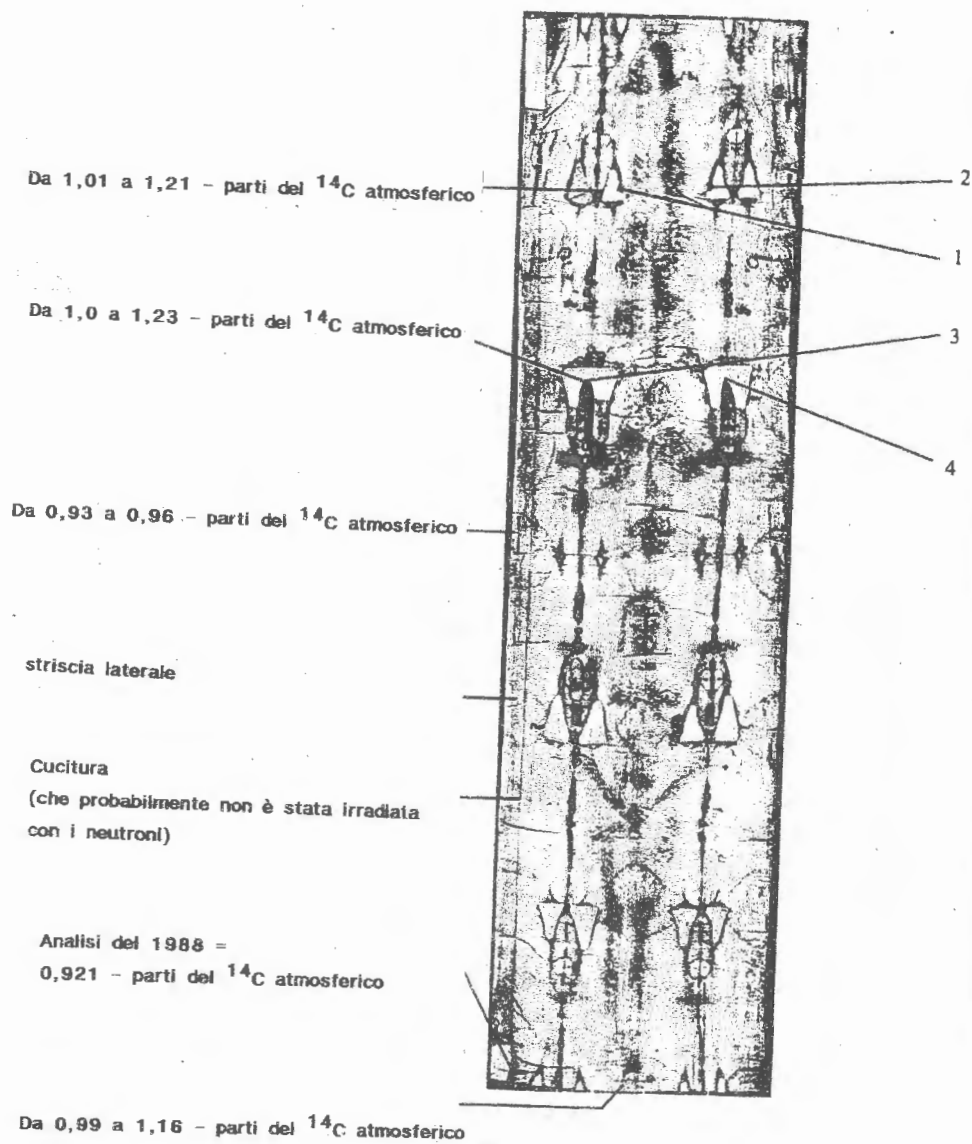 Da 1,01 a 1,21 – parti del ¹⁴C atmosferico
2
1
Da 1,0 a 1,23 – parti del ¹⁴C atmosferico
3
4
Da 0,93 a 0,96 – parti del ¹⁴C atmosferico
striscia laterale
Cucitura
(che probabilmente non è stata irradiata
con i neutroni)
Analisi del 1988 =
0,921 – parti del ¹⁴C atmosferico
Da 0,99 a 1,16 – parti del ¹⁴C atmosferico